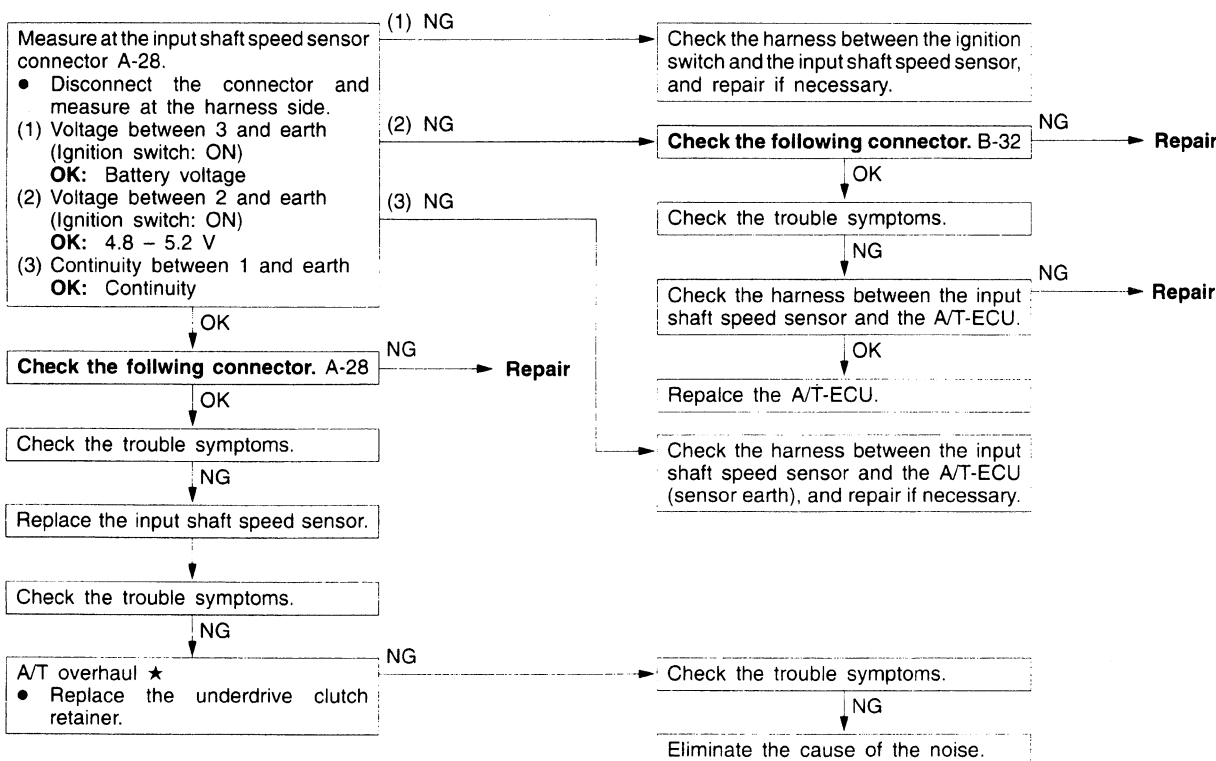 Measure at the input shaft speed sensor
connector A-28.
● Disconnect the connector and
measure at the harness side.
(1) Voltage between 3 and earth
(Ignition switch: ON)
OK: Battery voltage
(2) Voltage between 2 and earth
(Ignition switch: ON)
OK: 4.8 – 5.2 V
(3) Continuity between 1 and earth
OK: Continuity
(1) NG
Check the harness between the ignition
switch and the input shaft speed sensor,
and repair if necessary.
(2) NG
Check the following connector. B-32
NG
Repair
OK
Check the trouble symptoms.
NG
Check the harness between the input
shaft speed sensor and the A/T-ECU.
NG
Repair
OK
Repalce the A/T-ECU.
(3) NG
Check the harness between the input
shaft speed sensor and the A/T-ECU
(sensor earth), and repair if necessary.
OK
Check the follwing connector. A-28
NG
Repair
OK
Check the trouble symptoms.
NG
Replace the input shaft speed sensor.
Check the trouble symptoms.
NG
A/T overhaul ★
● Replace the underdrive clutch
retainer.
NG
Check the trouble symptoms.
NG
Eliminate the cause of the noise.